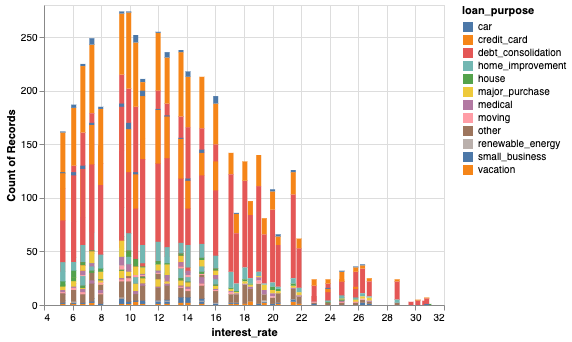 loan_purpose
car
credit_card
debt_consolidation
home_improvement
house
major_purchase
medical
moving
other
renewable_energy
small_business
vacation
Count of Records
250
200
150
100
50
0
4 6 8 10 12 14 16 18 20 22 24 26 28 30 32
interest_rate